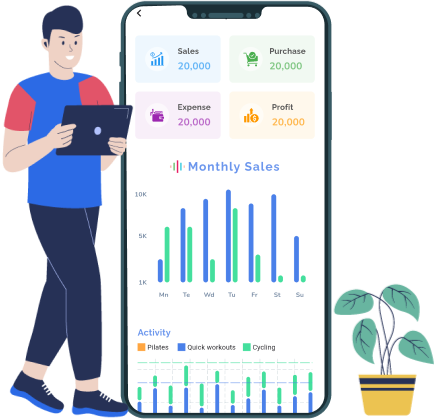 Sales
20,000
Purchase
20,000
Expense
20,000
Profit
20,000
Monthly Sales
10K
5K
1K
Mn Te Wd Tu Fr St Su
Activity
Pilates Quick workouts Cycling